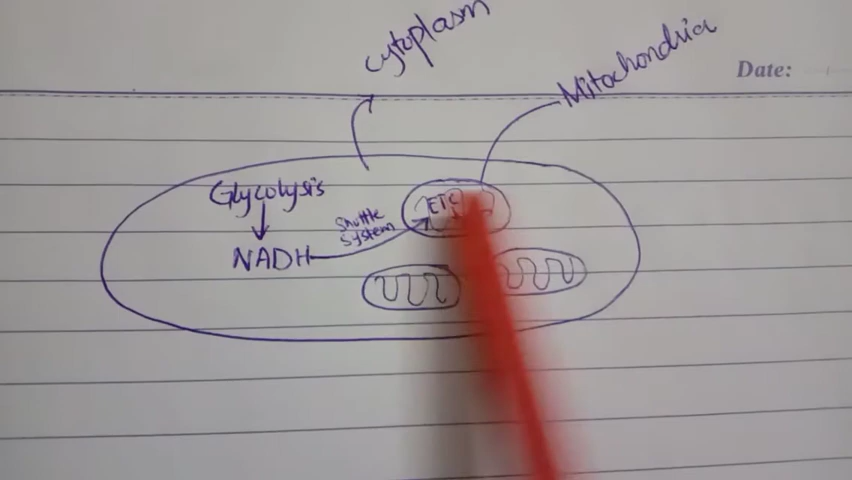 Cytoplasm
Mitochondria
Date:
Glycolysis
ETC
Shuttle
System
NADH